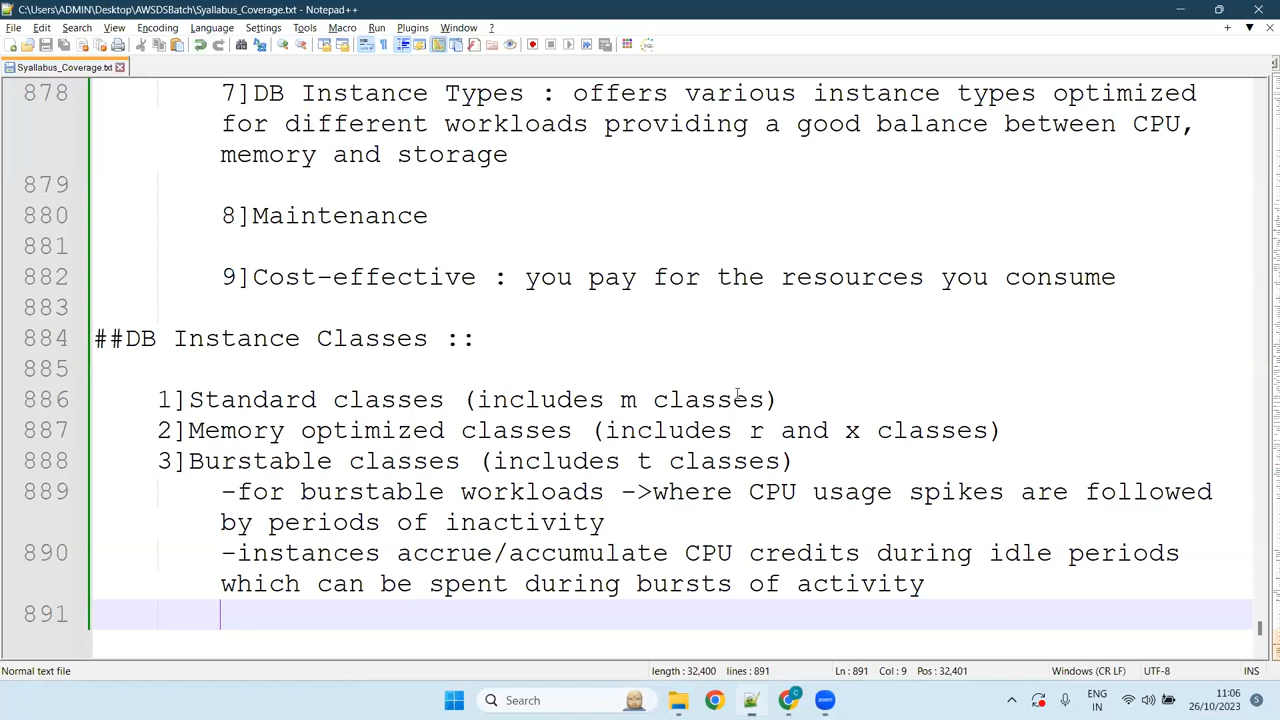 C:\Users\ADMIN\Desktop\AWSDSBatch\Syallabus_Coverage.txt - Notepad++
File Edit Search View Encoding Language Settings Tools Macro Run Plugins Window ?
Syallabus_Coverage.txt
878 7]DB Instance Types : offers various instance types optimized
for different workloads providing a good balance between CPU,
memory and storage
879
880 8]Maintenance
881
882 9]Cost-effective : you pay for the resources you consume
883
884 ##DB Instance Classes ::
885
886 1]Standard classes (includes m classes)
887 2]Memory optimized classes (includes r and x classes)
888 3]Burstable classes (includes t classes)
889 -for burstable workloads ->where CPU usage spikes are followed
by periods of inactivity
890 -instances accrue/accumulate CPU credits during idle periods
which can be spent during bursts of activity
891
Normal text file length : 32,400 lines : 891 Ln : 891 Col : 9 Pos : 32,401 Windows (CR LF) UTF-8 INS
Search
ENG
IN
11:06
26/10/2023
5